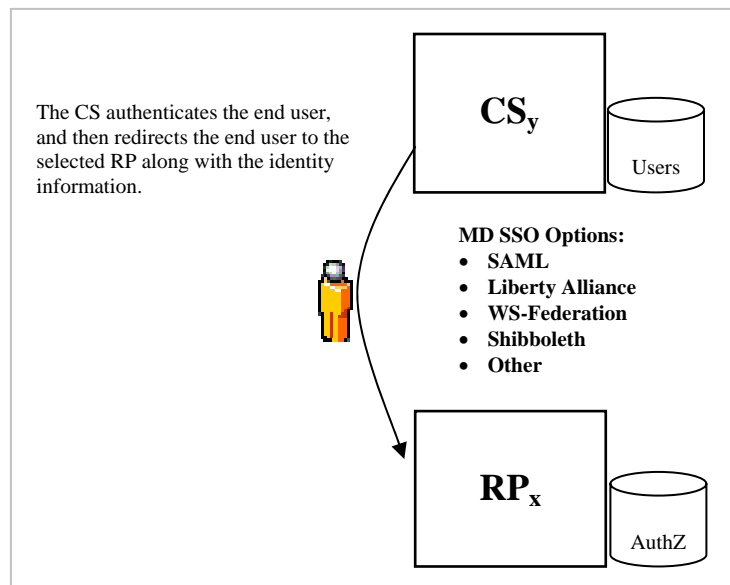 The CS authenticates the end user,
and then redirects the end user to the
selected RP along with the identity
information.
CSy
Users
MD SSO Options:
• SAML
• Liberty Alliance
• WS-Federation
• Shibboleth
• Other
RPx
AuthZ